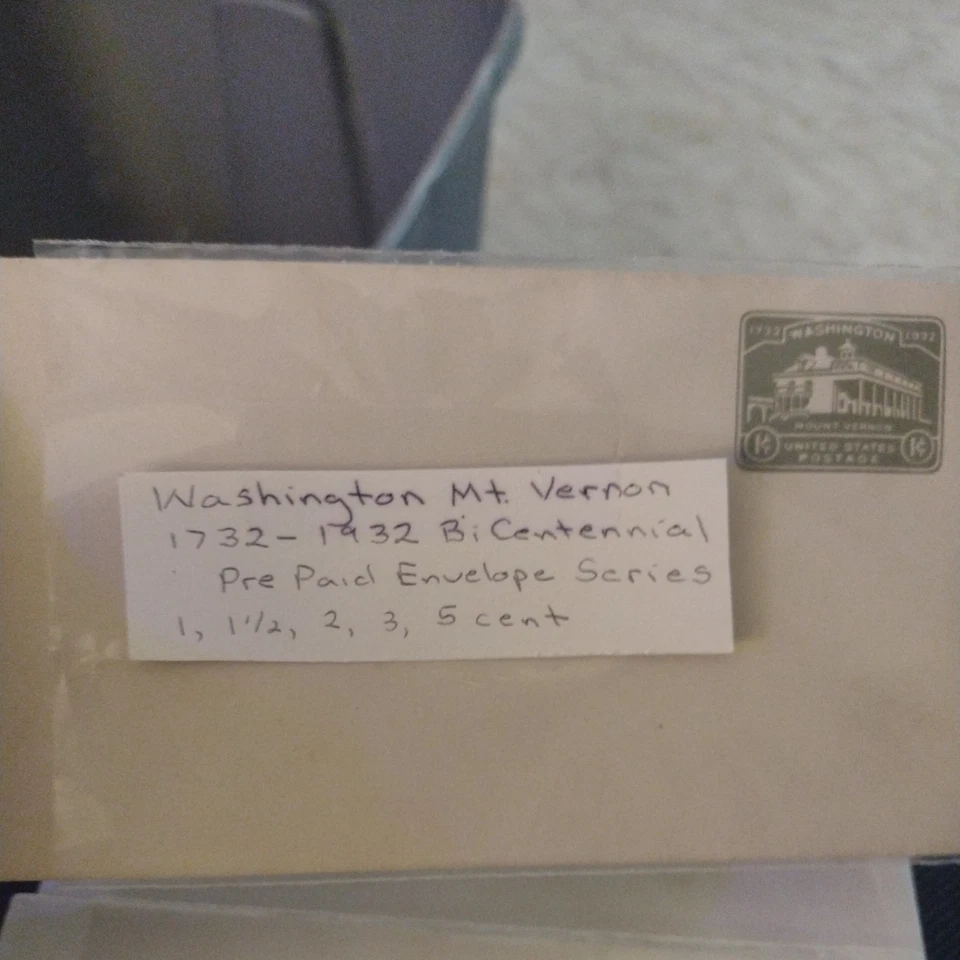 1732 WASHINGTON 1932
MOUNT VERNON
1¢ UNITED STATES 1¢
POSTAGE
Washington Mt. Vernon
1732-1932 BiCentennial
Pre Paid Envelope Series
1, 1 1/2, 2, 3, 5 cent